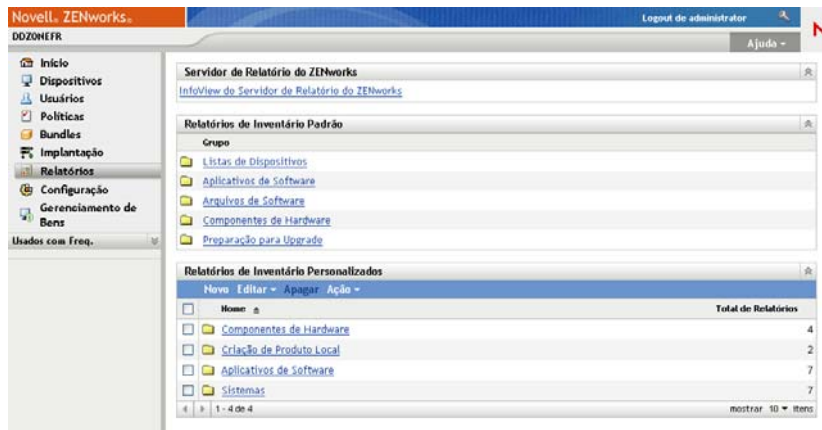 Novell® ZENworks®
Logout de administrator
DDZONEFR
Ajuda
Início
Dispositivos
Usuários
Políticas
Bundles
Implantação
Relatórios
Configuração
Gerenciamento de
Bens
Usados com Freq.
Servidor de Relatório do ZENworks
InfoView do Servidor de Relatório do ZENworks
Relatórios de Inventário Padrão
Grupo
Listas de Dispositivos
Aplicativos de Software
Arquivos de Software
Componentes de Hardware
Preparação para Upgrade
Relatórios de Inventário Personalizados
Novo Editar Apagar Ação
Home Total de Relatórios
Componentes de Hardware 4
Criação de Produto Local 2
Aplicativos de Software 7
Sistemas 7
1 - 4 de 4 mostrar 10 itens